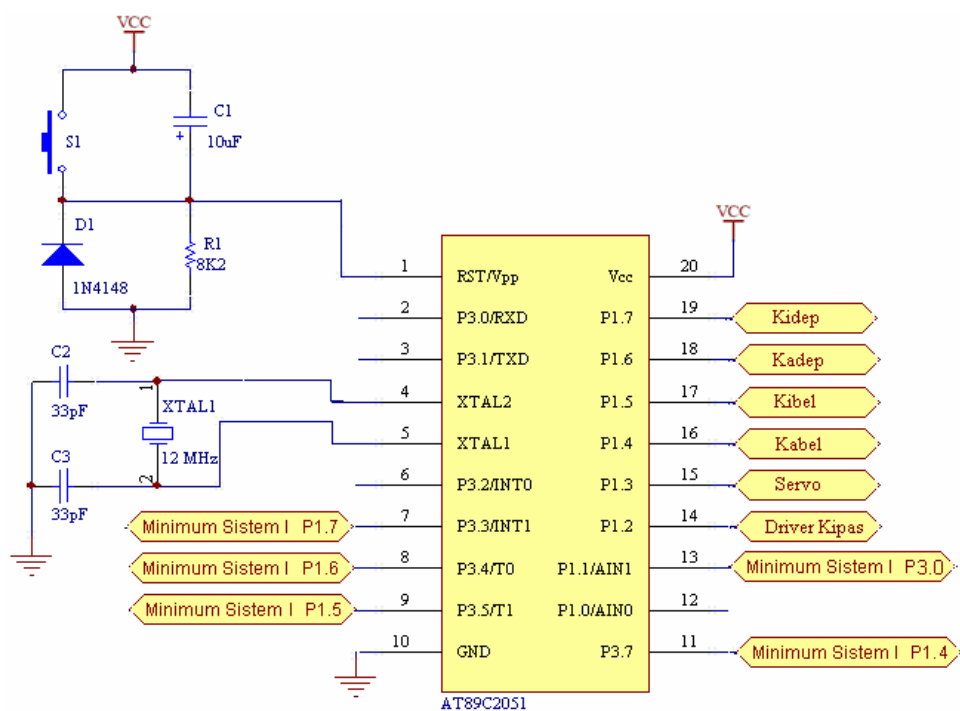 VCC
C1
S1
10uF
D1
R1
8K2
1N4148
VCC
1
RST/Vpp
Vcc
20
2
P3.0/RXD
P1.7
19
Kidep
3
P3.1/TXD
P1.6
18
Kadep
C2
33pF
1
XTAL1
4
XTAL2
P1.5
17
Kibel
5
XTAL1
P1.4
16
Kabel
C3
33pF
2
12 MHz
6
P3.2/INT0
P1.3
15
Servo
Minimum Sistem I P1.7
7
P3.3/INT1
P1.2
14
Driver Kipas
Minimum Sistem I P1.6
8
P3.4/T0
P1.1/AIN1
13
Minimum Sistem I P3.0
Minimum Sistem I P1.5
9
P3.5/T1
P1.0/AIN0
12
10
GND
P3.7
11
Minimum Sistem I P1.4
AT89C2051